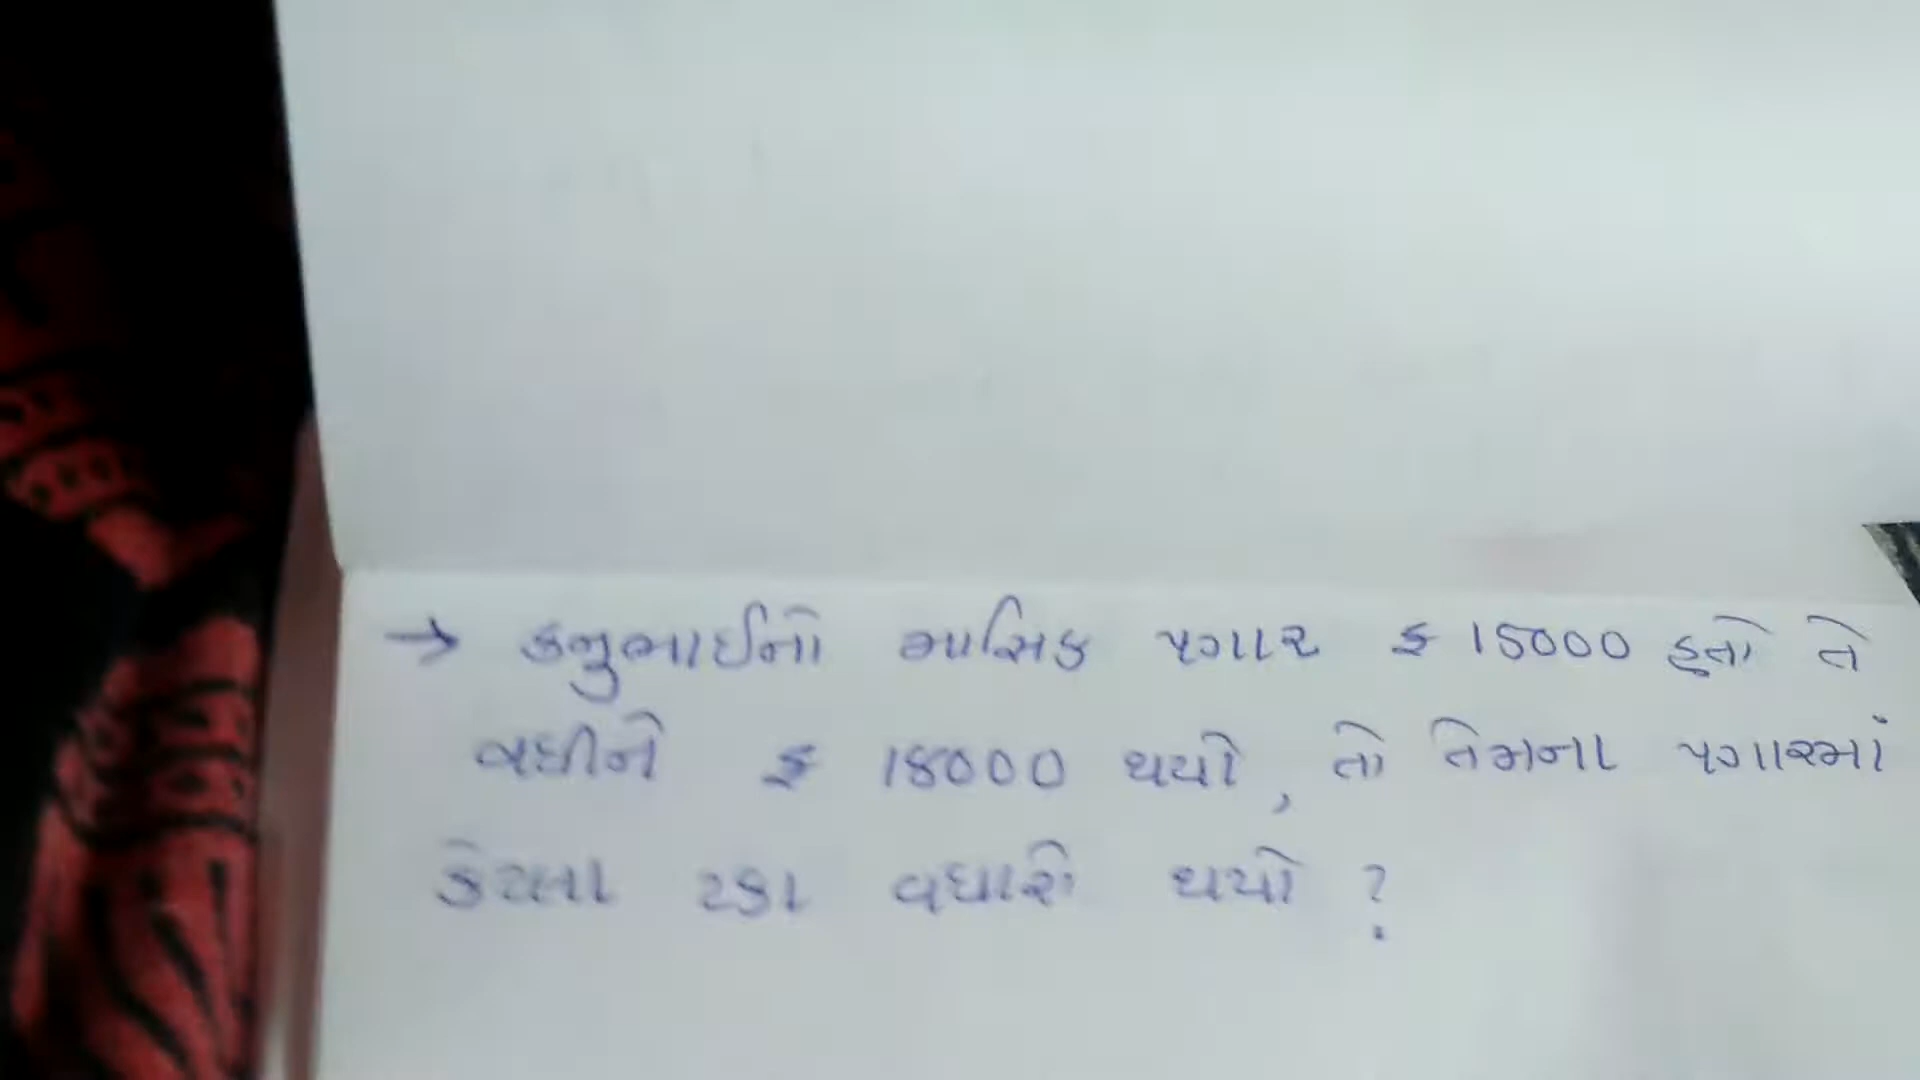 → કનુભાઈનો માસિક પગાર ₹ 15000 હતો તે
વધીને ₹ 18000 થયો, તો તેમના પગારમાં
કેટલા ટકા વધારો થયો ?